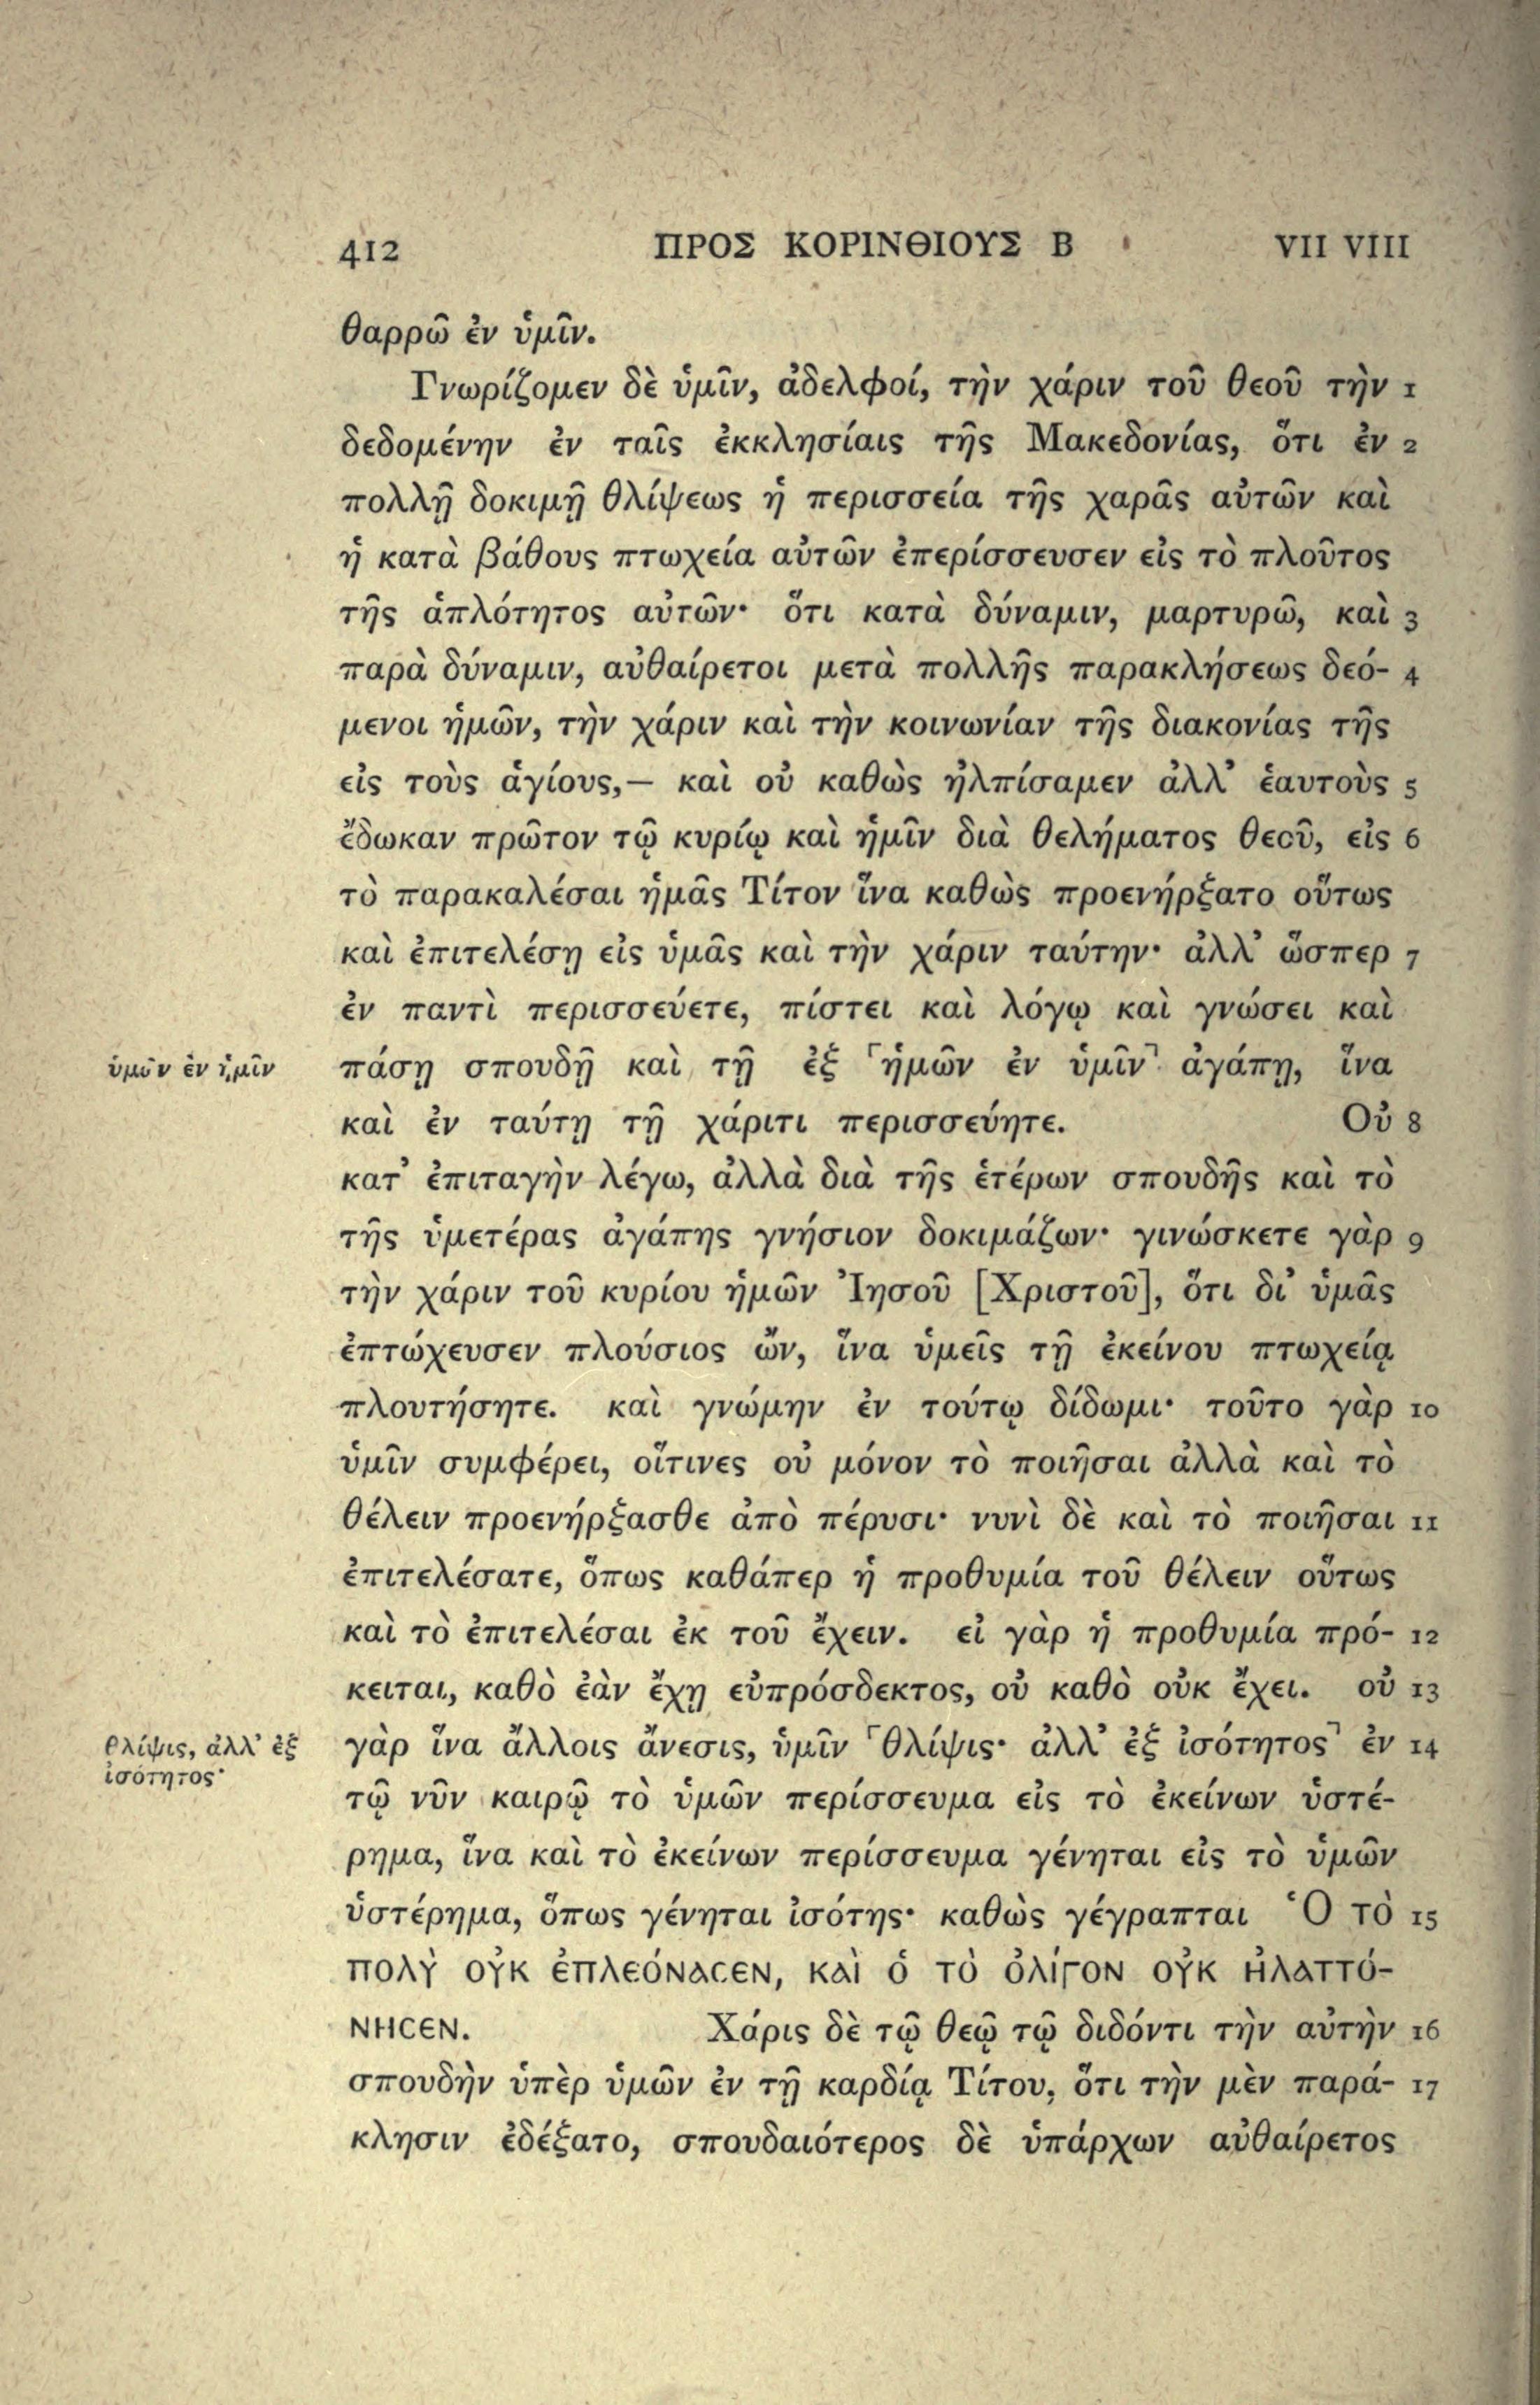 412 ΠΡΟΣ ΚΟΡΙΝΘΙΟΥΣ Β VII VIII
θαρρῶ ἐν ὑμῖν.
Γνωρίζομεν δὲ ὑμῖν, ἀδελφοί, τὴν χάριν τοῦ θεοῦ τὴν 1
δεδομένην ἐν ταῖς ἐκκλησίαις τῆς Μακεδονίας, ὅτι ἐν 2
πολλῇ δοκιμῇ θλίψεως ἡ περισσεία τῆς χαρᾶς αὐτῶν καὶ
ἡ κατὰ βάθους πτωχεία αὐτῶν ἐπερίσσευσεν εἰς τὸ πλοῦτος
τῆς ἁπλότητος αὐτῶν· ὅτι κατὰ δύναμιν, μαρτυρῶ, καὶ 3
παρὰ δύναμιν, αὐθαίρετοι μετὰ πολλῆς παρακλήσεως δεό- 4
μενοι ἡμῶν, τὴν χάριν καὶ τὴν κοινωνίαν τῆς διακονίας τῆς
εἰς τοὺς ἁγίους,— καὶ οὐ καθὼς ἠλπίσαμεν ἀλλ’ ἑαυτοὺς 5
ἔδωκαν πρῶτον τῷ κυρίῳ καὶ ἡμῖν διὰ θελήματος θεοῦ, εἰς 6
τὸ παρακαλέσαι ἡμᾶς Τίτον ἵνα καθὼς προενήρξατο οὕτως
καὶ ἐπιτελέσῃ εἰς ὑμᾶς καὶ τὴν χάριν ταύτην· ἀλλ’ ὥσπερ 7
ἐν παντὶ περισσεύετε, πίστει καὶ λόγῳ καὶ γνώσει καὶ
ὑμῶν ἐν ἡμῖν
πάσῃ σπουδῇ καὶ τῇ ἐξ ⌜ἡμῶν ἐν ὑμῖν⌝ ἀγάπῃ, ἵνα
καὶ ἐν ταύτῃ τῇ χάριτι περισσεύητε. Οὐ 8
κατ’ ἐπιταγὴν λέγω, ἀλλὰ διὰ τῆς ἑτέρων σπουδῆς καὶ τὸ
τῆς ὑμετέρας ἀγάπης γνήσιον δοκιμάζων· γινώσκετε γὰρ 9
τὴν χάριν τοῦ κυρίου ἡμῶν Ἰησοῦ [Χριστοῦ], ὅτι δι’ ὑμᾶς
ἐπτώχευσεν πλούσιος ὤν, ἵνα ὑμεῖς τῇ ἐκείνου πτωχείᾳ
πλουτήσητε. καὶ γνώμην ἐν τούτῳ δίδωμι· τοῦτο γὰρ 10
ὑμῖν συμφέρει, οἵτινες οὐ μόνον τὸ ποιῆσαι ἀλλὰ καὶ τὸ
θέλειν προενήρξασθε ἀπὸ πέρυσι· νυνὶ δὲ καὶ τὸ ποιῆσαι 11
ἐπιτελέσατε, ὅπως καθάπερ ἡ προθυμία τοῦ θέλειν οὕτως
καὶ τὸ ἐπιτελέσαι ἐκ τοῦ ἔχειν. εἰ γὰρ ἡ προθυμία πρό- 12
κειται, καθὸ ἐὰν ἔχῃ εὐπρόσδεκτος, οὐ καθὸ οὐκ ἔχει. οὐ 13
θλίψις, ἀλλ’ ἐξ
ἰσότητος·
γὰρ ἵνα ἄλλοις ἄνεσις, ὑμῖν ⌜θλίψις· ἀλλ’ ἐξ ἰσότητος⌝ ἐν 14
τῷ νῦν καιρῷ τὸ ὑμῶν περίσσευμα εἰς τὸ ἐκείνων ὑστέ-
ρημα, ἵνα καὶ τὸ ἐκείνων περίσσευμα γένηται εἰς τὸ ὑμῶν
ὑστέρημα, ὅπως γένηται ἰσότης· καθὼς γέγραπται Ὁ τὸ 15
πολὺ οὐκ ἐπλεόνασεν, καὶ ὁ τὸ ὀλίγον οὐκ ἠλαττό-
νησεν. Χάρις δὲ τῷ θεῷ τῷ διδόντι τὴν αὐτὴν 16
σπουδὴν ὑπὲρ ὑμῶν ἐν τῇ καρδίᾳ Τίτου, ὅτι τὴν μὲν παρά- 17
κλησιν ἐδέξατο, σπουδαιότερος δὲ ὑπάρχων αὐθαίρετος